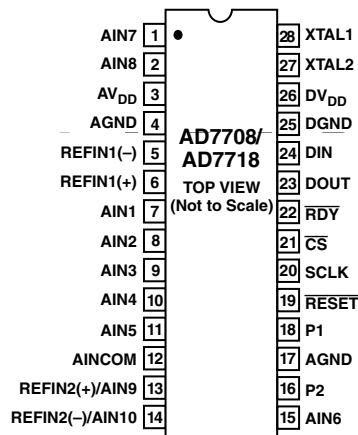 AIN7 1
AIN8 2
AVDD 3
AGND 4
REFIN1(–) 5
REFIN1(+) 6
AIN1 7
AIN2 8
AIN3 9
AIN4 10
AIN5 11
AINCOM 12
REFIN2(+)/AIN9 13
REFIN2(–)/AIN10 14
AD7708/
AD7718
TOP VIEW
(Not to Scale)
28 XTAL1
27 XTAL2
26 DVDD
25 DGND
24 DIN
23 DOUT
22 RDY
21 CS
20 SCLK
19 RESET
18 P1
17 AGND
16 P2
15 AIN6